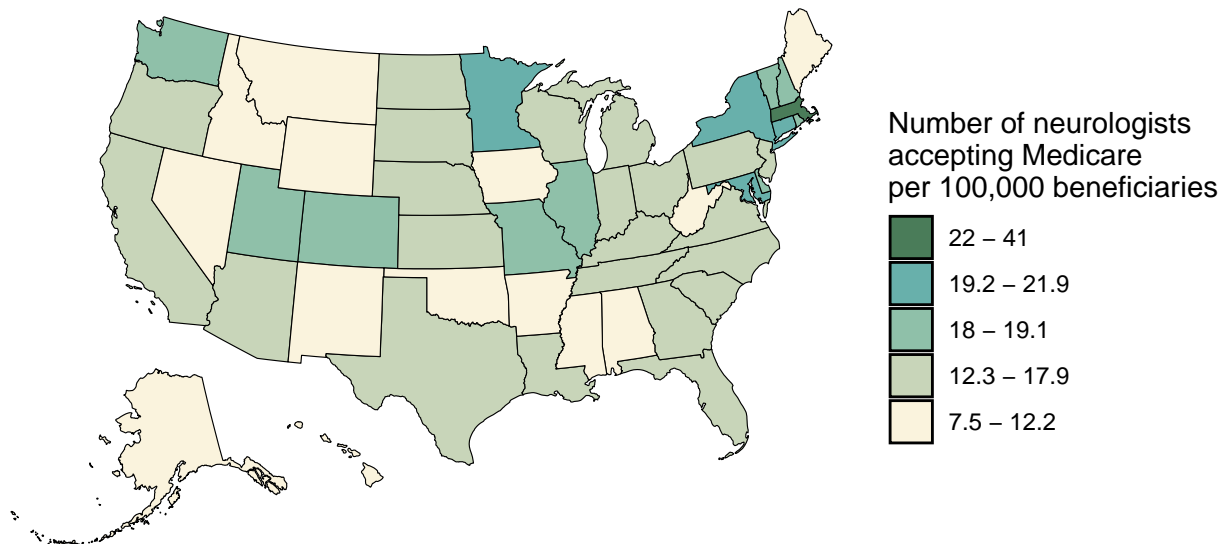 Number of neurologists
accepting Medicare
per 100,000 beneficiaries
22 – 41
19.2 – 21.9
18 – 19.1
12.3 – 17.9
7.5 – 12.2